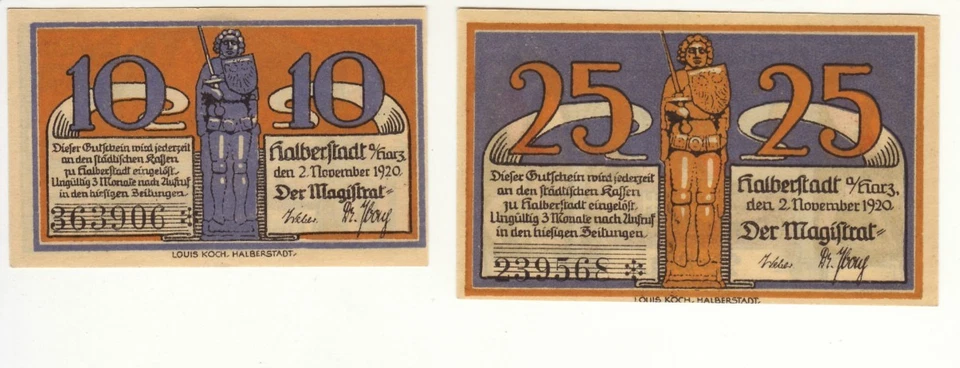 10 10
Dieser Gutschein wird jederzeit
an den städtischen Kassen
zu Halberstadt eingelöst.
Ungültig 3 Monate nach Aufruf
in den hiesigen Zeitungen.
363906
Halberstadt a/Harz,
den 2. November 1920.
Der Magistrat=
LOUIS KOCH, HALBERSTADT.
25 25
Dieser Gutschein wird jederzeit
an den städtischen Kassen
zu Halberstadt eingelöst.
Ungültig 3 Monate nach Aufruf
in den hiesigen Zeitungen.
239568
Halberstadt a/Harz,
den 2. November 1920.
Der Magistrat=
LOUIS KOCH, HALBERSTADT.